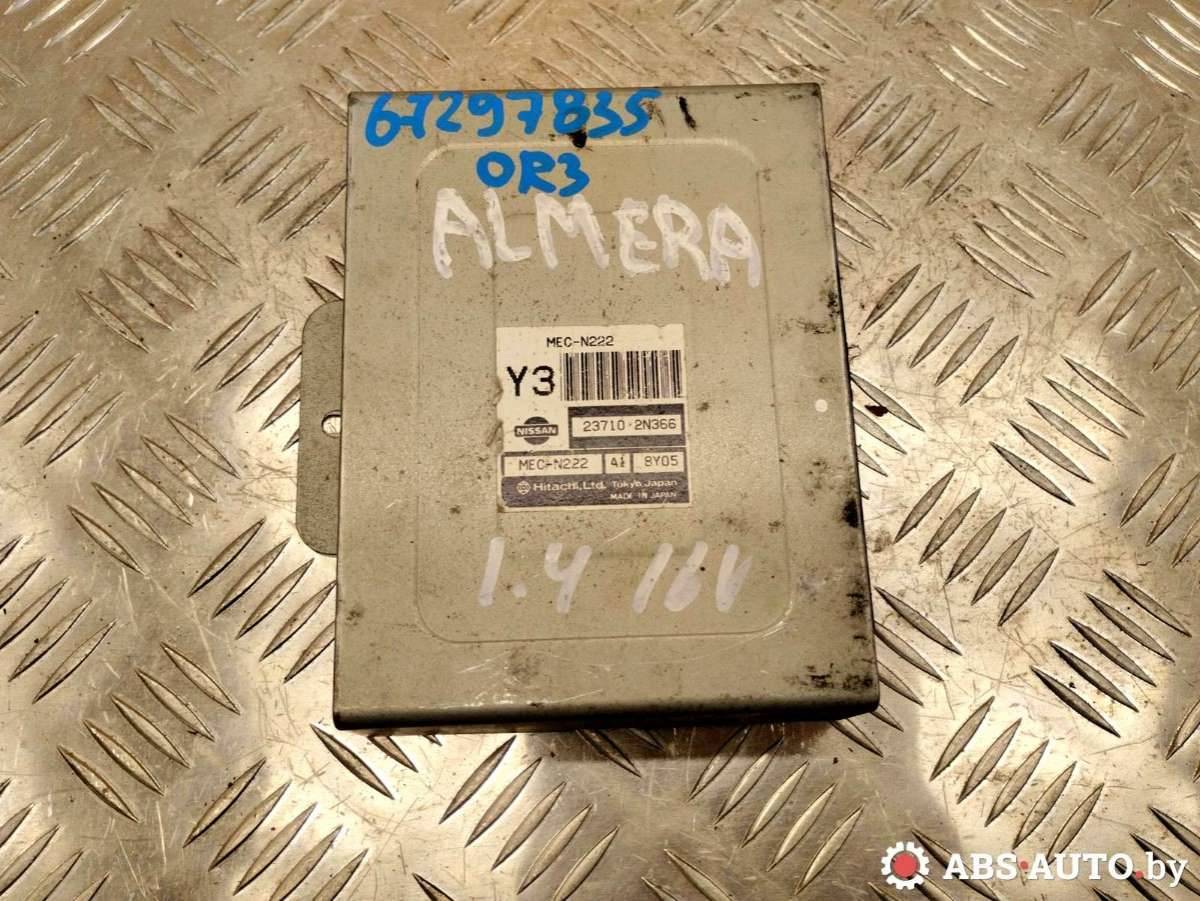 67297835
OR3
ALMERA
MEC-N222
Y3
NISSAN 23710-2N366
MEC-N222 8Y05
Hitachi, Ltd. Tokyo Japan
MADE IN JAPAN
1.4 16V
ABS-AUTO.by